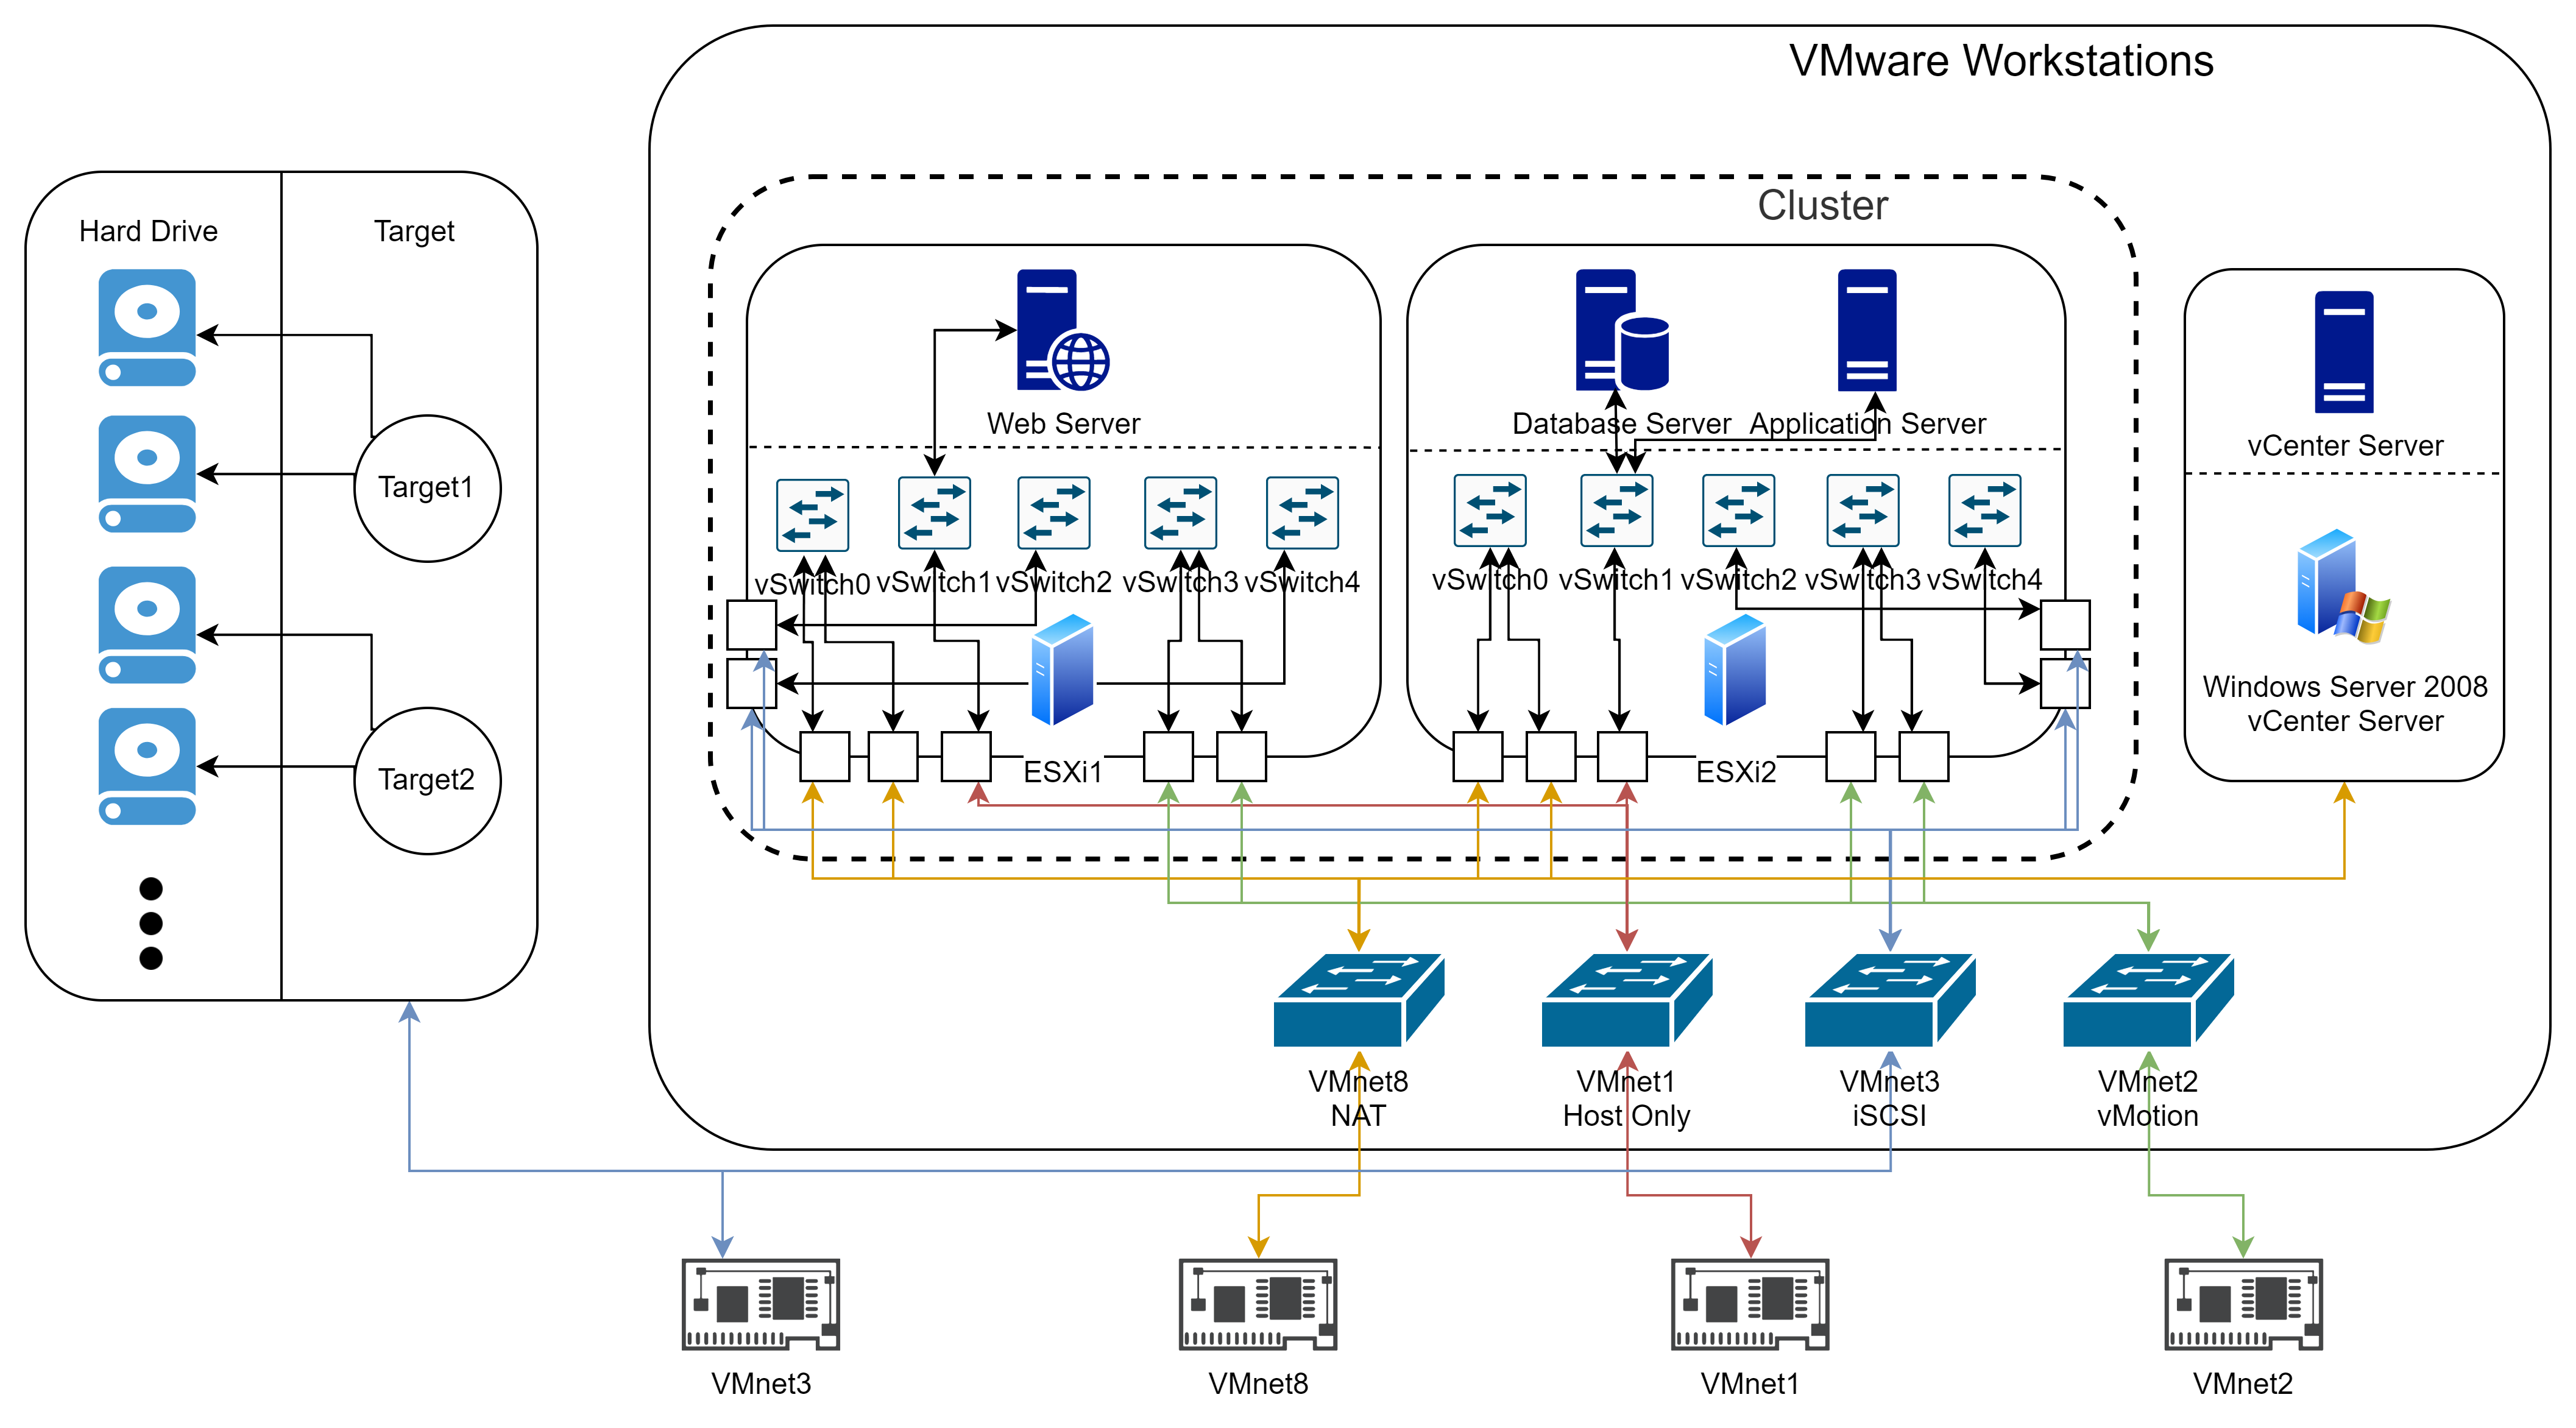 VMware Workstations
Cluster
Hard Drive
Target
Target1
Target2
Web Server
vSwitch0
vSwitch1
vSwitch2
vSwitch3
vSwitch4
ESXi1
Database Server
Application Server
vSwitch0
vSwitch1
vSwitch2
vSwitch3
vSwitch4
ESXi2
vCenter Server
Windows Server 2008
vCenter Server
VMnet8
NAT
VMnet1
Host Only
VMnet3
iSCSI
VMnet2
vMotion
VMnet3
VMnet8
VMnet1
VMnet2